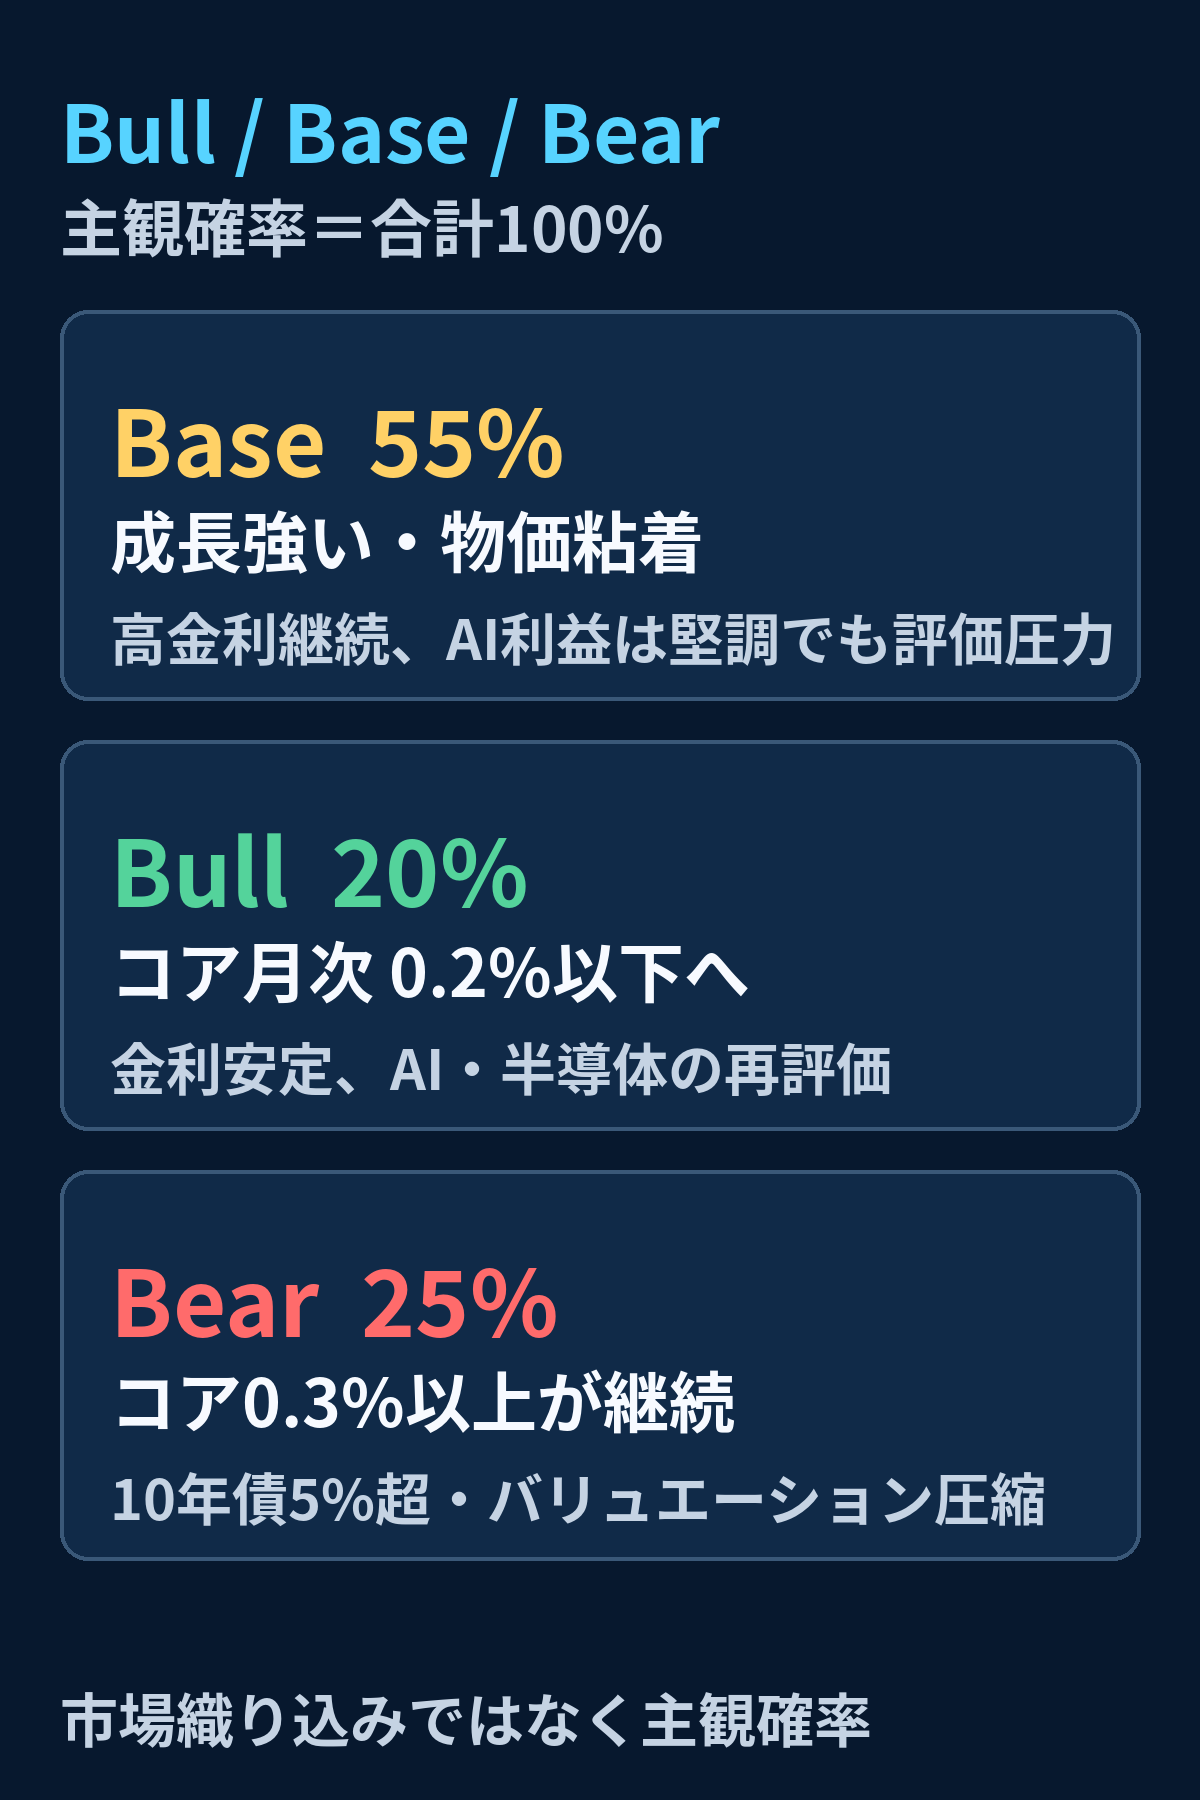 Bull / Base / Bear
主観確率＝合計100%
Base 55%
成長強い・物価粘着
高金利継続、AI利益は堅調でも評価圧力
Bull 20%
コア月次 0.2%以下へ
金利安定、AI・半導体の再評価
Bear 25%
コア0.3%以上が継続
10年債5%超・バリュエーション圧縮
市場織り込みではなく主観確率